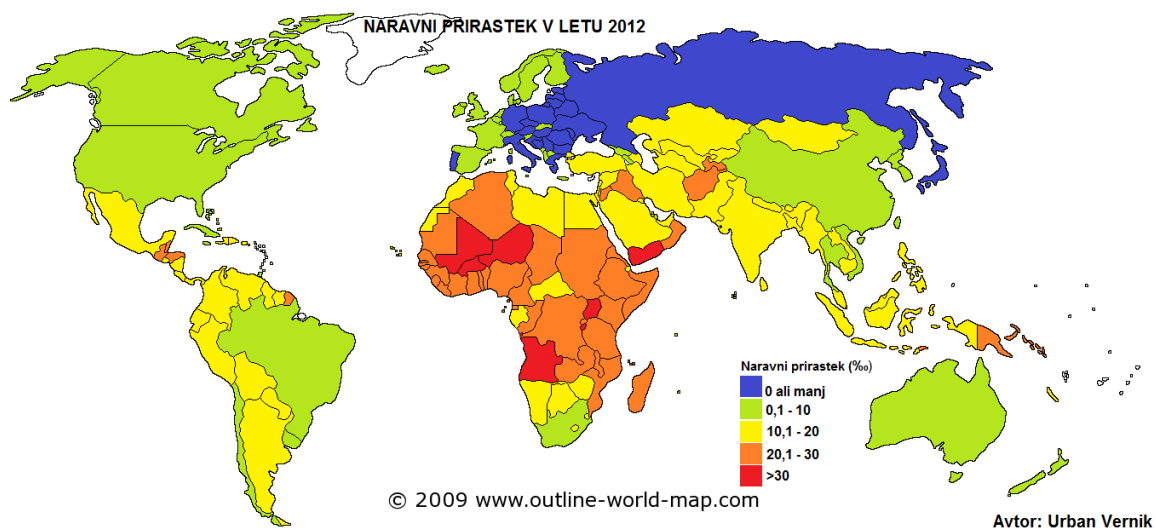 NARAVNI PRIRASTEK V LETU 2012
Naravni prirastek (‰)
0 ali manj
0,1 - 10
10,1 - 20
20,1 - 30
>30
© 2009 www.outline-world-map.com
Avtor: Urban Vernik